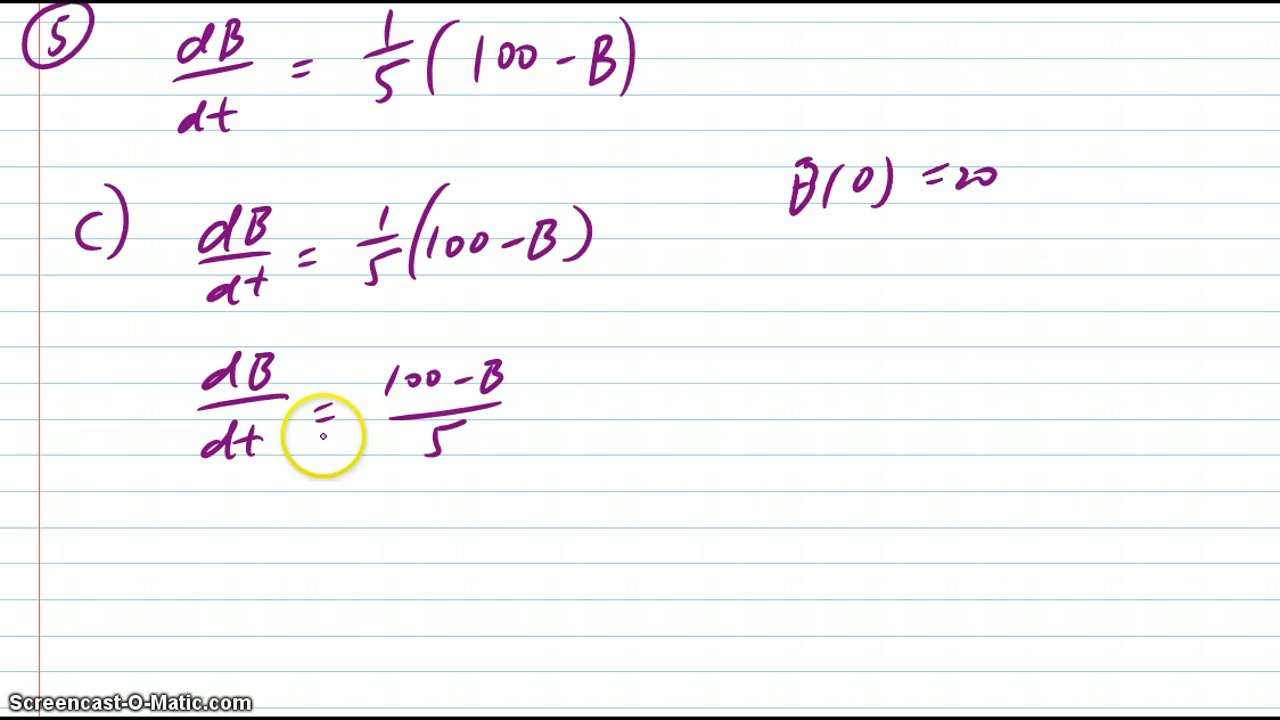 5 dB/dt = 1/5 (100 - B)
B(0) = 20
c) dB/dt = 1/5 (100 - B)
dB/dt = 100 - B / 5
Screencast-O-Matic.com